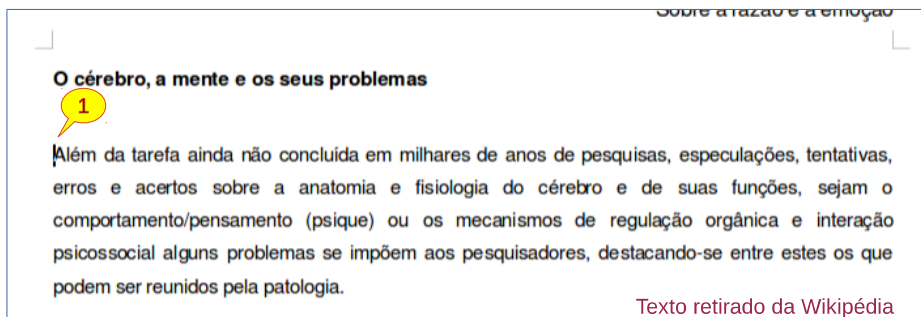 Sobre a razão e a emoção
O cérebro, a mente e os seus problemas
1
Além da tarefa ainda não concluída em milhares de anos de pesquisas, especulações, tentativas,
erros e acertos sobre a anatomia e fisiologia do cérebro e de suas funções, sejam o
comportamento/pensamento (psique) ou os mecanismos de regulação orgânica e interação
psicossocial alguns problemas se impõem aos pesquisadores, destacando-se entre estes os que
podem ser reunidos pela patologia.
Texto retirado da Wikipédia